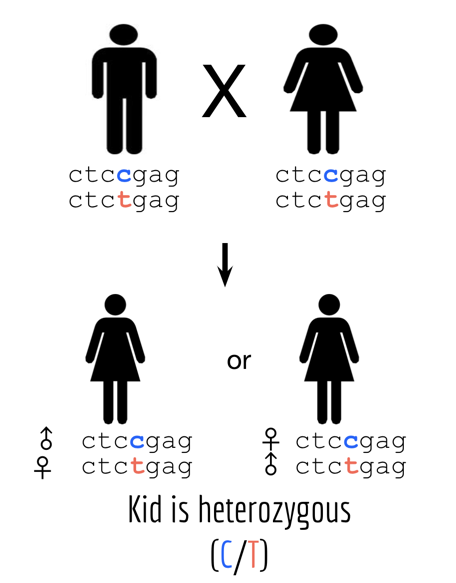 X
ctccgag ctccgag
ctctgag ctctgag
or
♂ ctccgag ♀ ctccgag
♀ ctctgag ♂ ctctgag
Kid is heterozygous
(C/T)